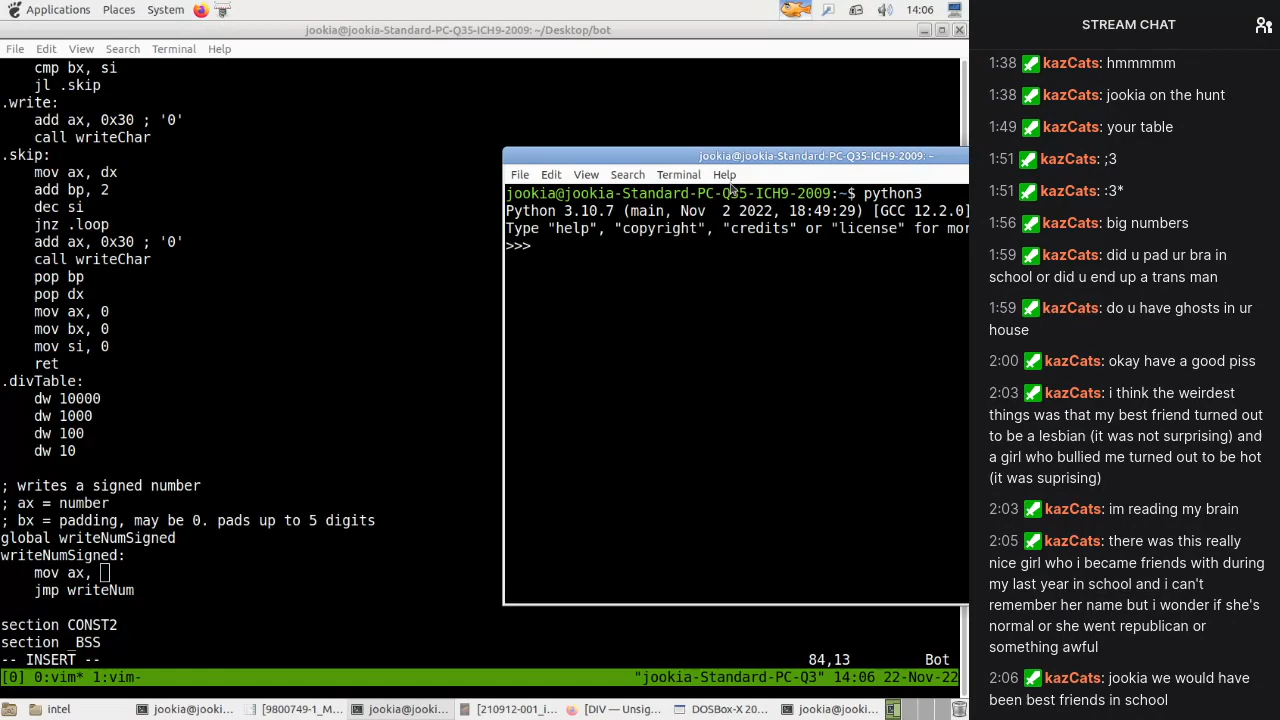 Applications Places System 14:06
jookia@jookia-Standard-PC-Q35-ICH9-2009: ~/Desktop/bot
File Edit View Search Terminal Help
cmp bx, si
jl .skip
.write:
add ax, 0x30 ; '0'
call writeChar
.skip:
mov ax, dx
add bp, 2
dec si
jnz .loop
add ax, 0x30 ; '0'
call writeChar
pop bp
pop dx
mov ax, 0
mov bx, 0
mov si, 0
ret
.divTable:
dw 10000
dw 1000
dw 100
dw 10
; writes a signed number
; ax = number
; bx = padding, may be 0. pads up to 5 digits
global writeNumSigned
writeNumSigned:
mov ax,
jmp writeNum
section CONST2
section _BSS
-- INSERT -- 84,13 Bot
[0] 0:vim* 1:vim- "jookia-Standard-PC-Q3" 14:06 22-Nov-22
jookia@jookia-Standard-PC-Q35-ICH9-2009: ~
File Edit View Search Terminal Help
jookia@jookia-Standard-PC-Q35-ICH9-2009:~$ python3
Python 3.10.7 (main, Nov  2 2022, 18:49:29) [GCC 12.2.0]
Type "help", "copyright", "credits" or "license" for mor
>>>
intel jookia@jooki... [9800749-1_M... jookia@jooki... [210912-001_i... [DIV — Unsig... DOSBox-X 20... jookia@jooki...
STREAM CHAT
1:38 kazCats: hmmmmm
1:38 kazCats: jookia on the hunt
1:49 kazCats: your table
1:51 kazCats: ;3
1:51 kazCats: :3*
1:56 kazCats: big numbers
1:59 kazCats: did u pad ur bra in
school or did u end up a trans man
1:59 kazCats: do u have ghosts in ur
house
2:00 kazCats: okay have a good piss
2:03 kazCats: i think the weirdest
things was that my best friend turned out
to be a lesbian (it was not surprising) and
a girl who bullied me turned out to be hot
(it was suprising)
2:03 kazCats: im reading my brain
2:05 kazCats: there was this really
nice girl who i became friends with during
my last year in school and i can't
remember her name but i wonder if she's
normal or she went republican or
something awful
2:06 kazCats: jookia we would have
been best friends in school